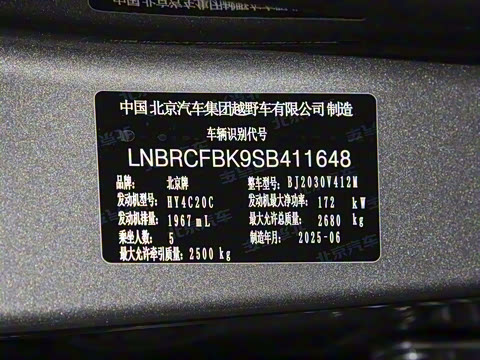 中国 北京汽车集团越野车有限公司 制造
车辆识别代号
LNBRCFBK9SB411648
品牌: 北京牌 整车型号: BJ2030V412M
发动机型号: HY4C20C 发动机最大净功率: 172 kW
发动机排量: 1967 mL 最大允许总质量: 2680 kg
乘坐人数: 5 制造年月: 2025-06
最大允许牵引质量: 2500 kg